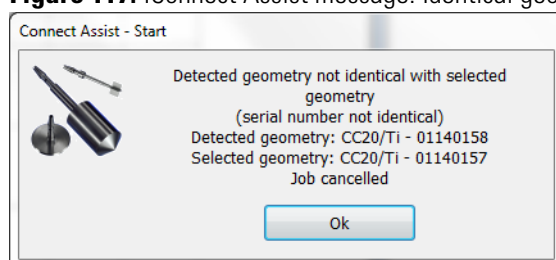 Connect Assist - Start
Detected geometry not identical with selected
geometry
(serial number not identical)
Detected geometry: CC20/Ti - 01140158
Selected geometry: CC20/Ti - 01140157
Job cancelled
Ok